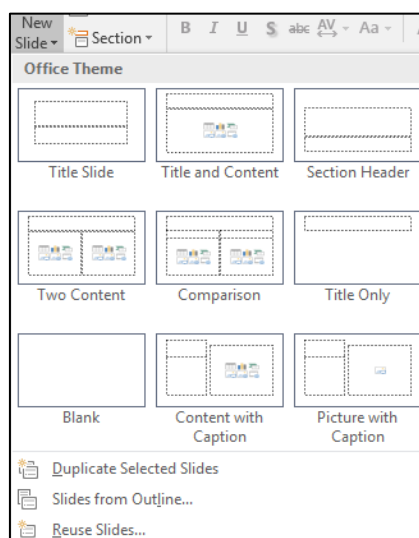 New
Slide Section B I U S abc AV Aa
Office Theme
Title Slide Title and Content Section Header
Two Content Comparison Title Only
Blank Content with Picture with
Caption Caption
Duplicate Selected Slides
Slides from Outline...
Reuse Slides...